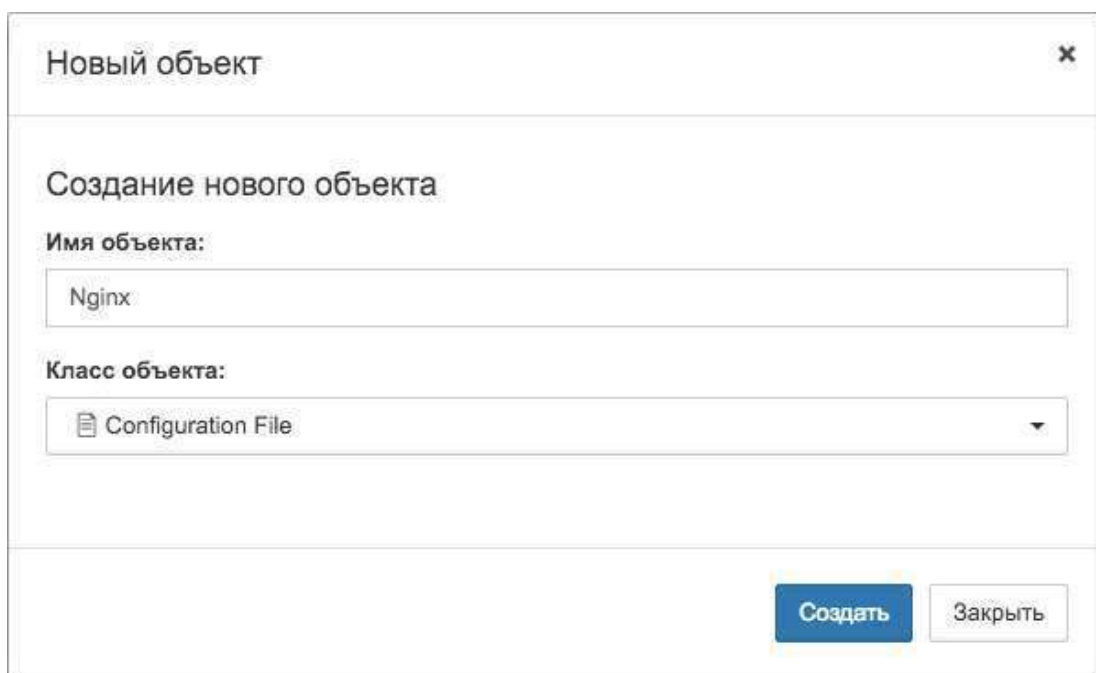 Новый объект
Создание нового объекта
Имя объекта:
Nginx
Класс объекта:
Configuration File
Создать Закрыть